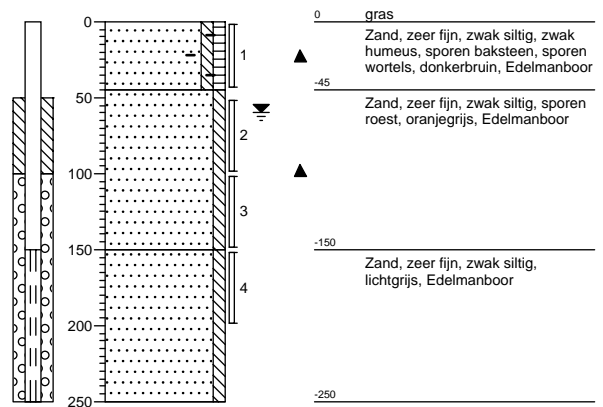 0
50
100
150
200
250
1
2
3
4
0
gras
Zand, zeer fijn, zwak siltig, zwak
humeus, sporen baksteen, sporen
wortels, donkerbruin, Edelmanboor
-45
Zand, zeer fijn, zwak siltig, sporen
roest, oranjegrijs, Edelmanboor
-150
Zand, zeer fijn, zwak siltig,
lichtgrijs, Edelmanboor
-250